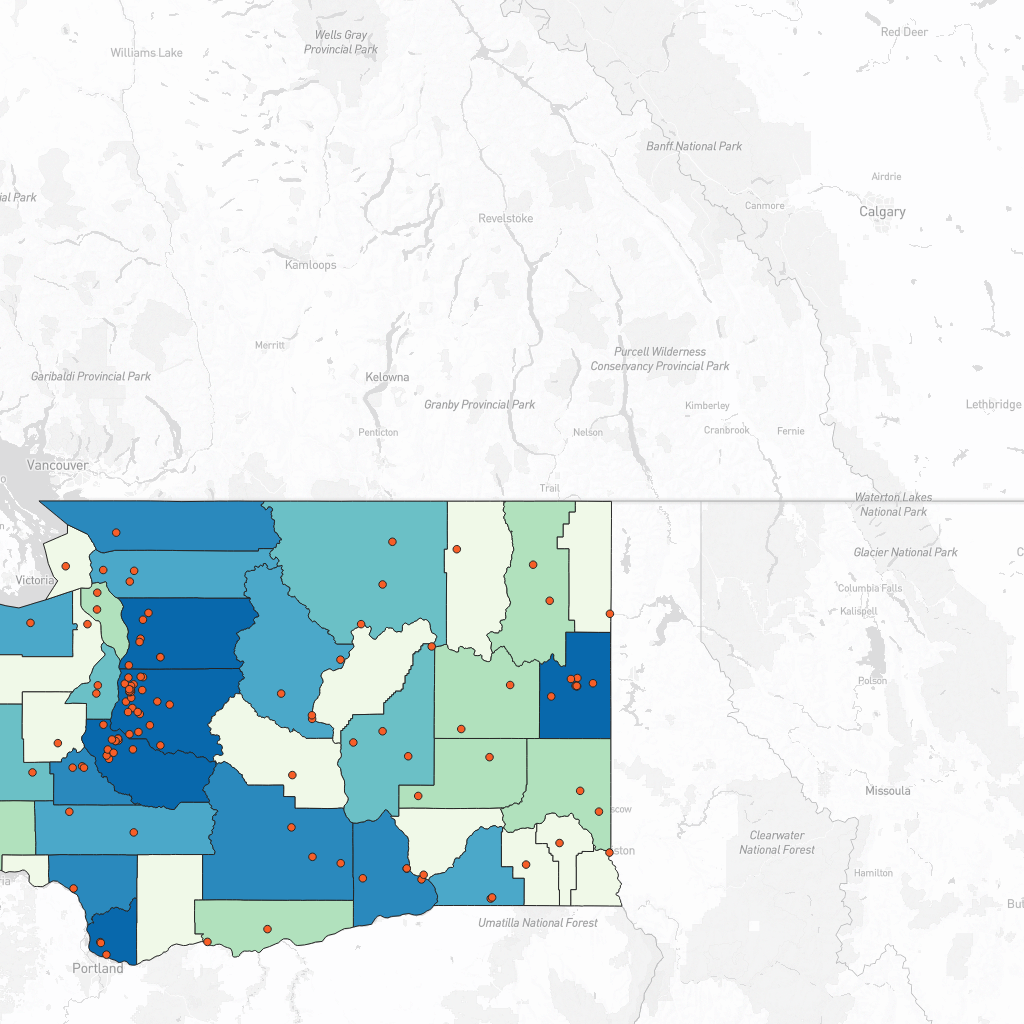 Wells Gray
Provincial Park
Red Deer
Williams Lake
Banff National Park
Airdrie
ial Park
Canmore
Calgary
Revelstoke
Kamloops
Merritt
Purcell Wilderness
Conservancy Provincial Park
Garibaldi Provincial Park
Kelowna
Granby Provincial Park
Kimberley
Lethbridge
Penticton
Nelson
Cranbrook
Fernie
Vancouver
Trail
Waterton Lakes
National Park
n
C
Glacier National Park
Victoria
Columbia Falls
Kalispell
Polson
Missoula
scow
Clearwater
National Forest
ston
Hamilton
ria
Bu
Umatilla National Forest
Portland